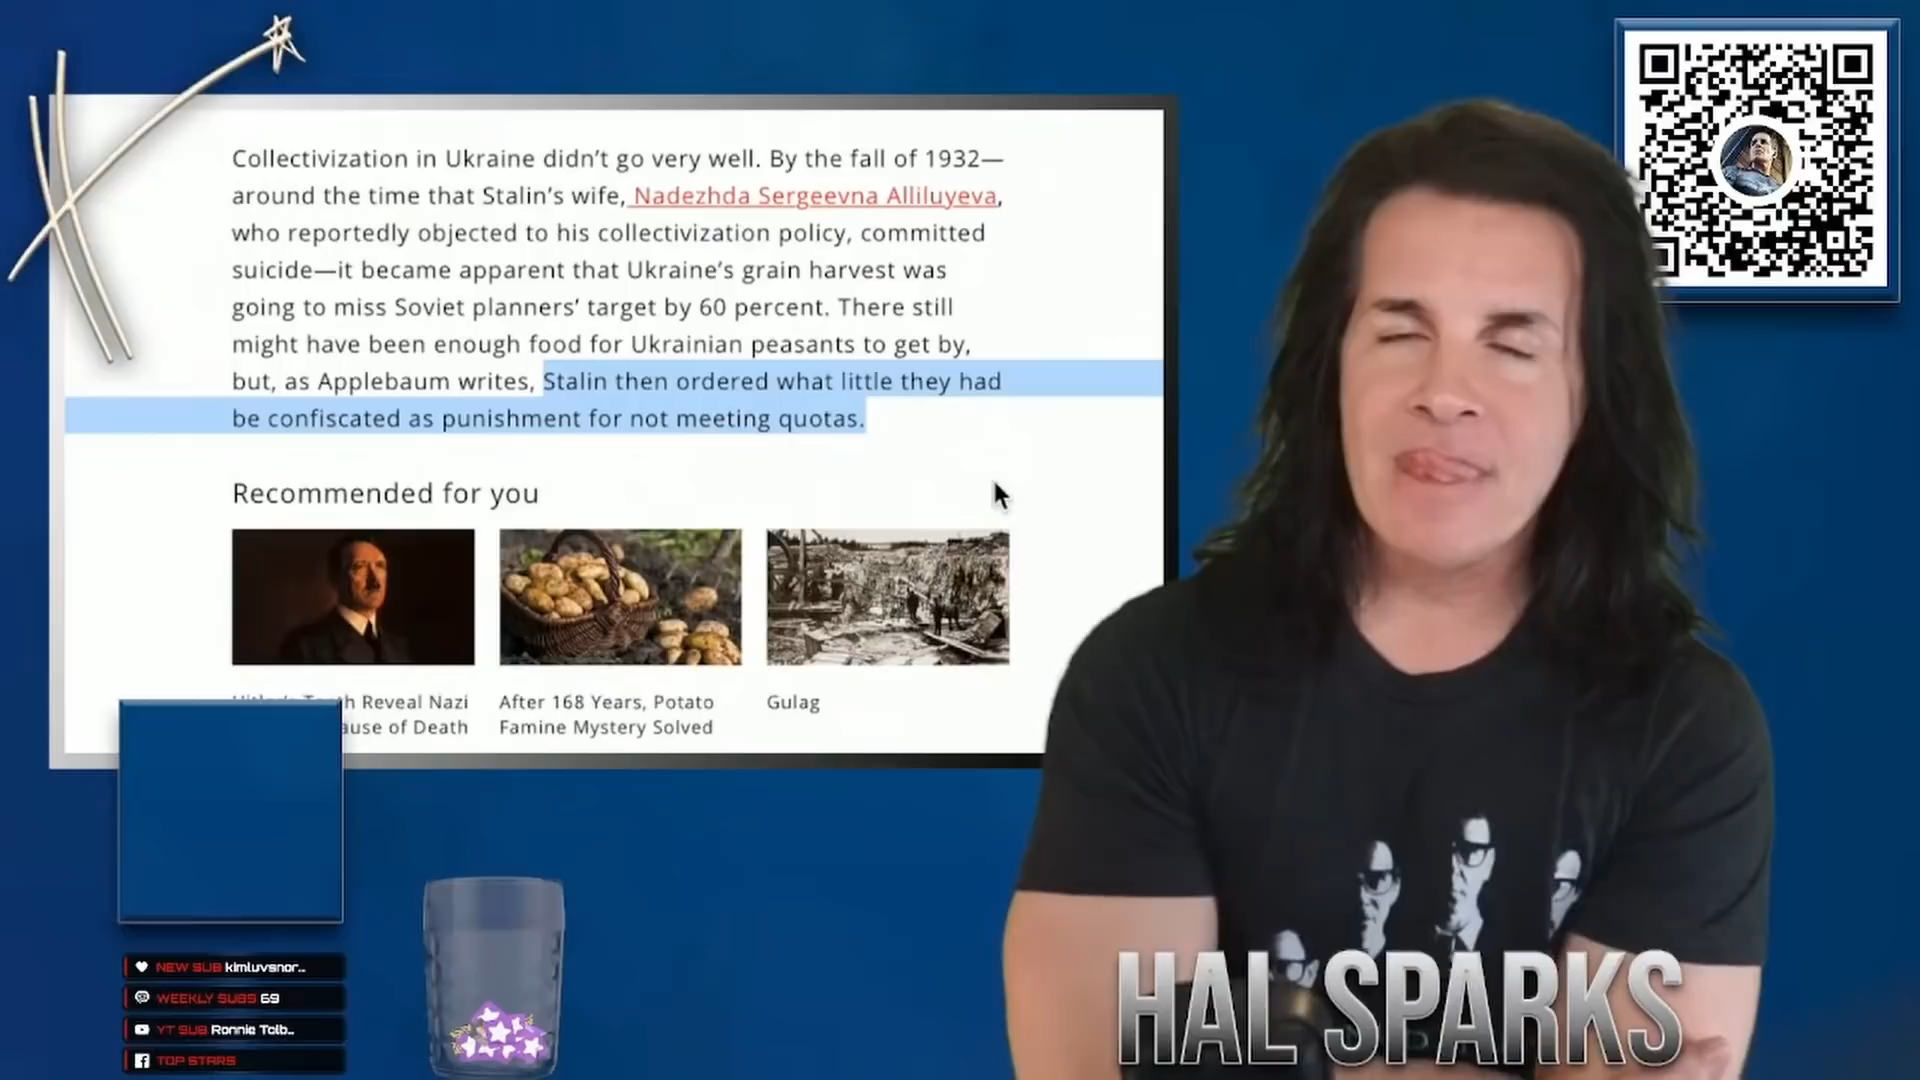 Collectivization in Ukraine didn’t go very well. By the fall of 1932—
around the time that Stalin’s wife, Nadezhda Sergeevna Alliluyeva,
who reportedly objected to his collectivization policy, committed
suicide—it became apparent that Ukraine’s grain harvest was
going to miss Soviet planners’ target by 60 percent. There still
might have been enough food for Ukrainian peasants to get by,
but, as Applebaum writes, Stalin then ordered what little they had
be confiscated as punishment for not meeting quotas.
Recommended for you
Reveal Nazi
ause of Death
After 168 Years, Potato
Famine Mystery Solved
Gulag
NEW SUB kimluvsnor..
WEEKLY SUBS 69
YT SUB Ronnie Tolb..
TOP STARS
HAL SPARKS